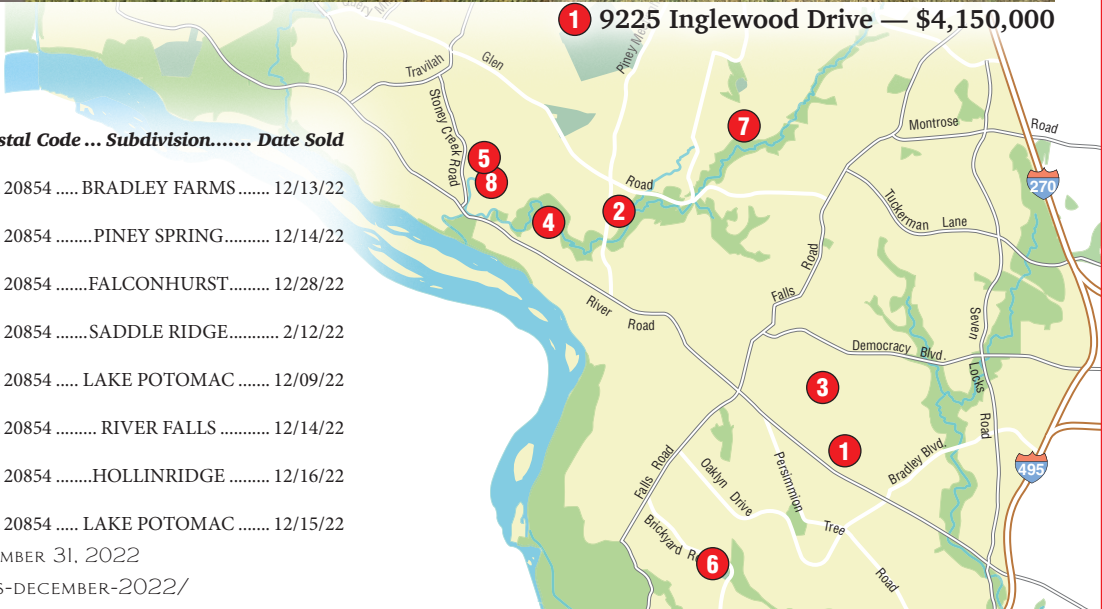 1 9225 Inglewood Drive — $4,150,000
stal Code ... Subdivision....... Date Sold
20854 ..... BRADLEY FARMS ....... 12/13/22
20854 ........PINEY SPRING.......... 12/14/22
20854 .......FALCONHURST......... 12/28/22
20854 .......SADDLE RIDGE........... 2/12/22
20854 ..... LAKE POTOMAC ....... 12/09/22
20854 ......... RIVER FALLS ........... 12/14/22
20854 ........HOLLINRIDGE ......... 12/16/22
20854 ..... LAKE POTOMAC ....... 12/15/22
MBER 31, 2022
S-DECEMBER-2022/
Travilah
Glen
Road
Piney Me
Stoney Creek Road
Montrose
Road
270
Tuckerman Lane
7
5
8
4
2
River
Road
Falls
Road
Democracy Blvd.
Seven
Locks
Road
3
1
Bradley Blvd.
495
Falls Road
Oaklyn
Drive
Persimmion
Tree
Road
Brickyard R
6